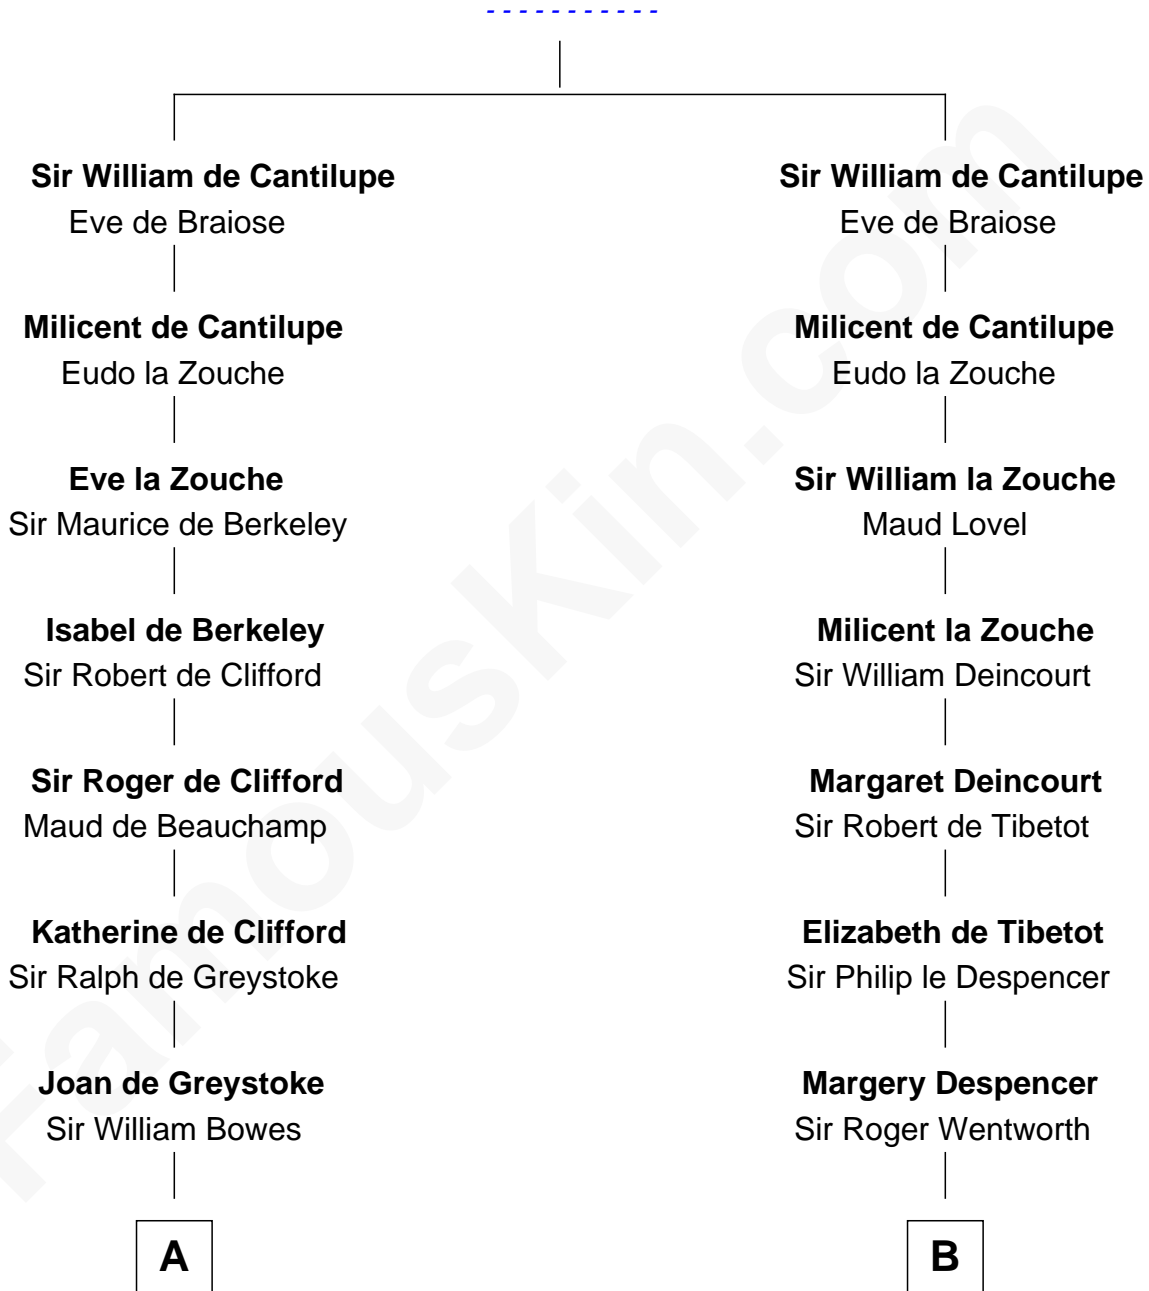 - - - - - - - - - - -
Sir William de Cantilupe
Eve de Braiose
Milicent de Cantilupe
Eudo la Zouche
Eve la Zouche
Sir Maurice de Berkeley
Isabel de Berkeley
Sir Robert de Clifford
Sir Roger de Clifford
Maud de Beauchamp
Katherine de Clifford
Sir Ralph de Greystoke
Joan de Greystoke
Sir William Bowes
A
Sir William de Cantilupe
Eve de Braiose
Milicent de Cantilupe
Eudo la Zouche
Sir William la Zouche
Maud Lovel
Milicent la Zouche
Sir William Deincourt
Margaret Deincourt
Sir Robert de Tibetot
Elizabeth de Tibetot
Sir Philip le Despencer
Margery Despencer
Sir Roger Wentworth
B
FamousKin.com